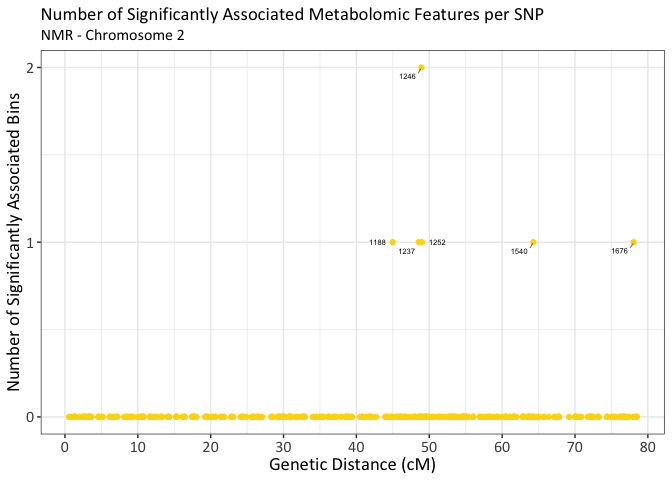 Number of Significantly Associated Metabolomic Features per SNP
NMR - Chromosome 2
Number of Significantly Associated Bins
2
1246
1
1188
1237
1252
1540
1676
0
0 10 20 30 40 50 60 70 80
Genetic Distance (cM)